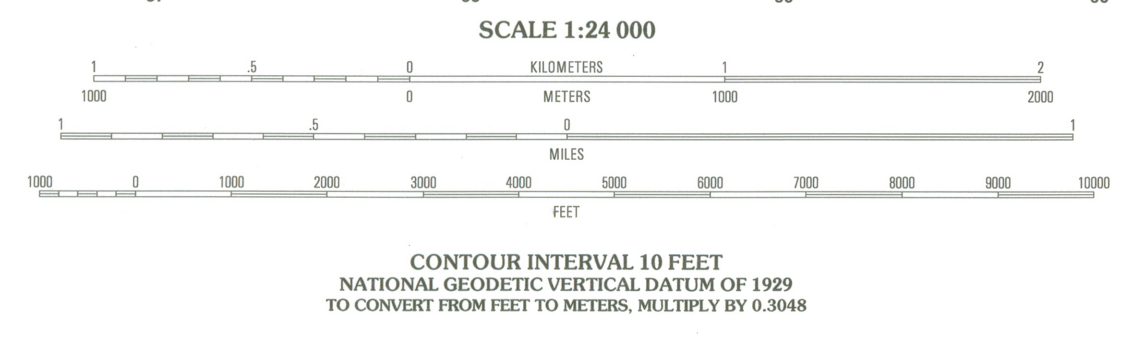 SCALE 1:24 000
1 .5 0 KILOMETERS 1 2
1000 0 METERS 1000 2000
1 .5 0 1
MILES
1000 0 1000 2000 3000 4000 5000 6000 7000 8000 9000 10000
FEET
CONTOUR INTERVAL 10 FEET
NATIONAL GEODETIC VERTICAL DATUM OF 1929
TO CONVERT FROM FEET TO METERS, MULTIPLY BY 0.3048